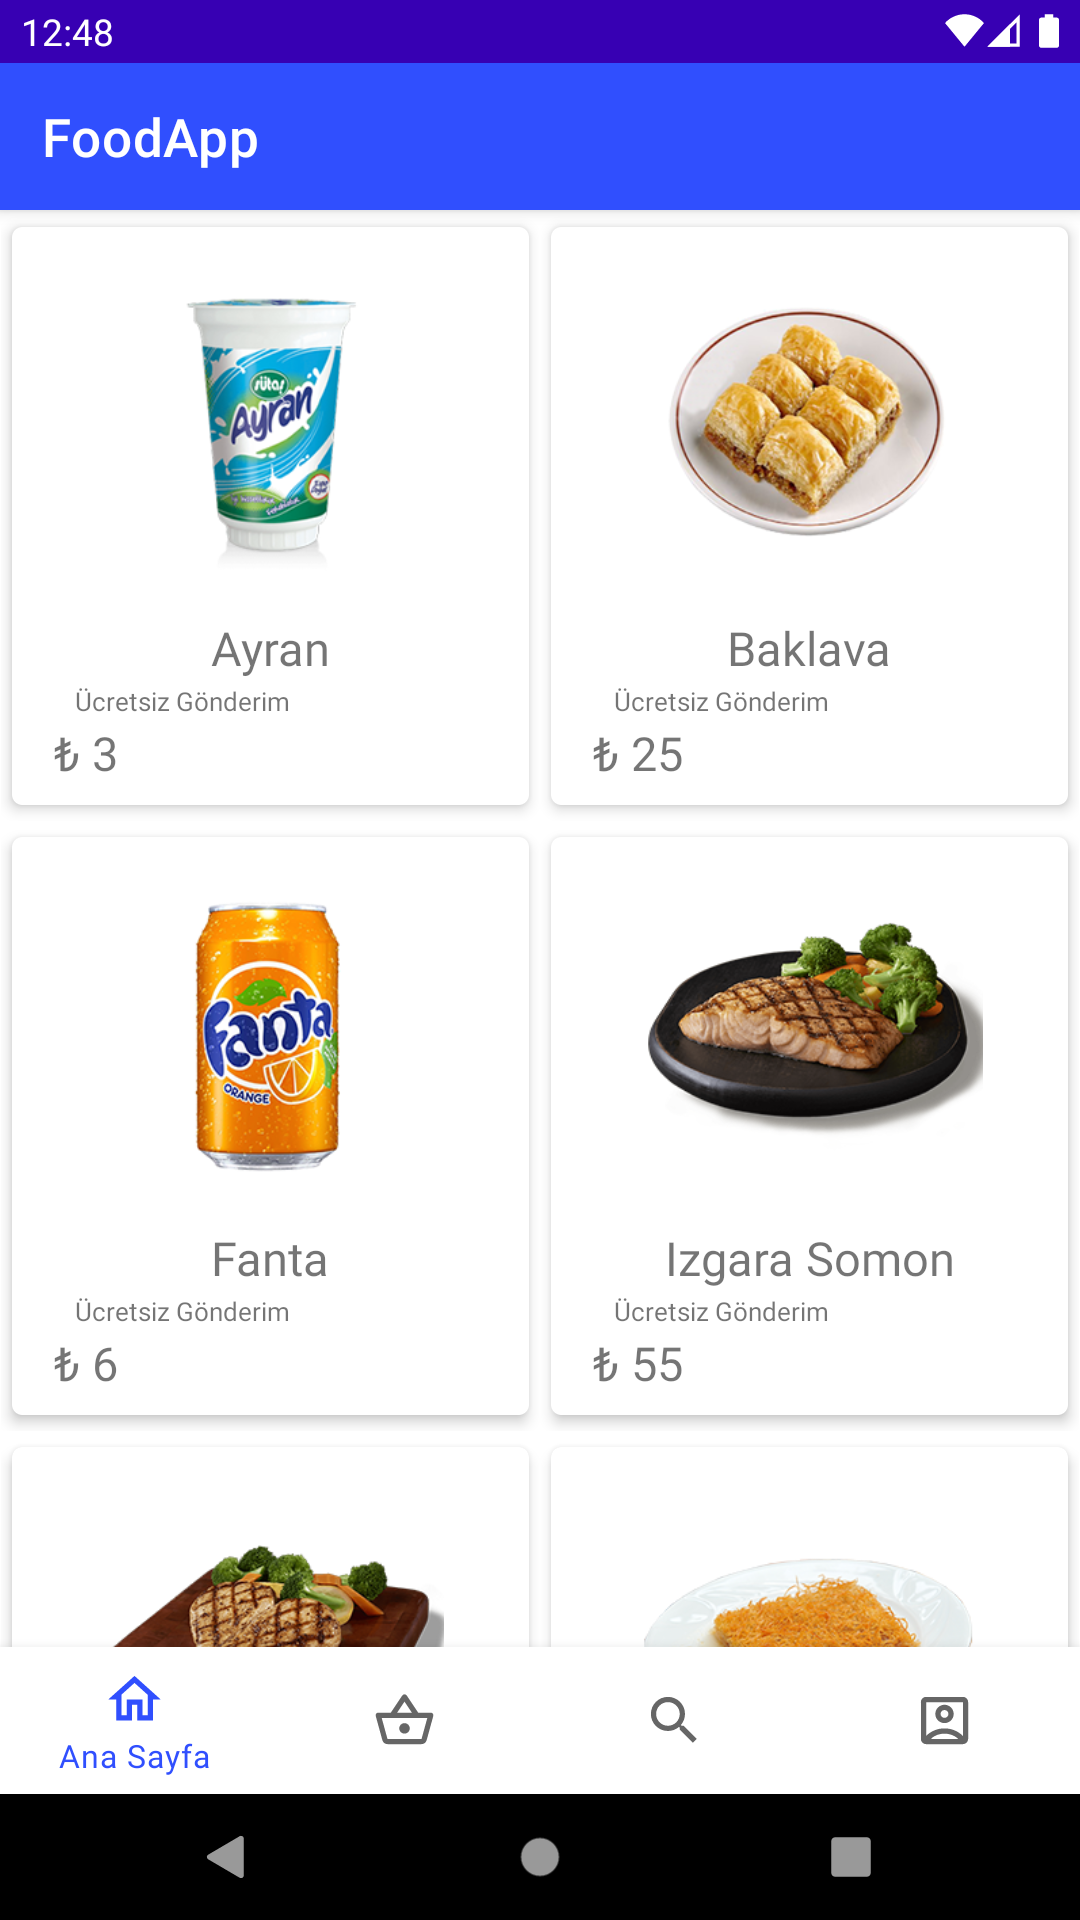 12:48
FoodApp
sütaş
Ayran
Ayran
Baklava
Ücretsiz Gönderim
Ücretsiz Gönderim
₺ 3
₺ 25
Fanta
ORANGE
Fanta
Izgara Somon
Ücretsiz Gönderim
Ücretsiz Gönderim
₺ 6
₺ 55
Ana Sayfa